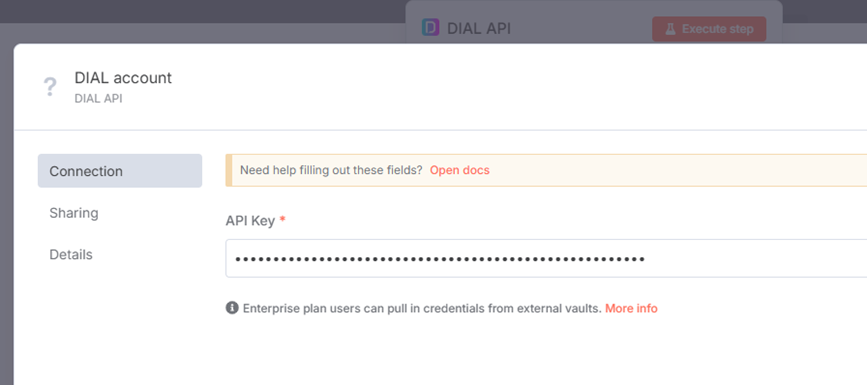 DIAL API
Execute step
?
DIAL account
DIAL API
Connection
Sharing
Details
Need help filling out these fields? Open docs
API Key *
••••••••••••••••••••••••••••••••••••••••••••••••••••••
Enterprise plan users can pull in credentials from external vaults. More info